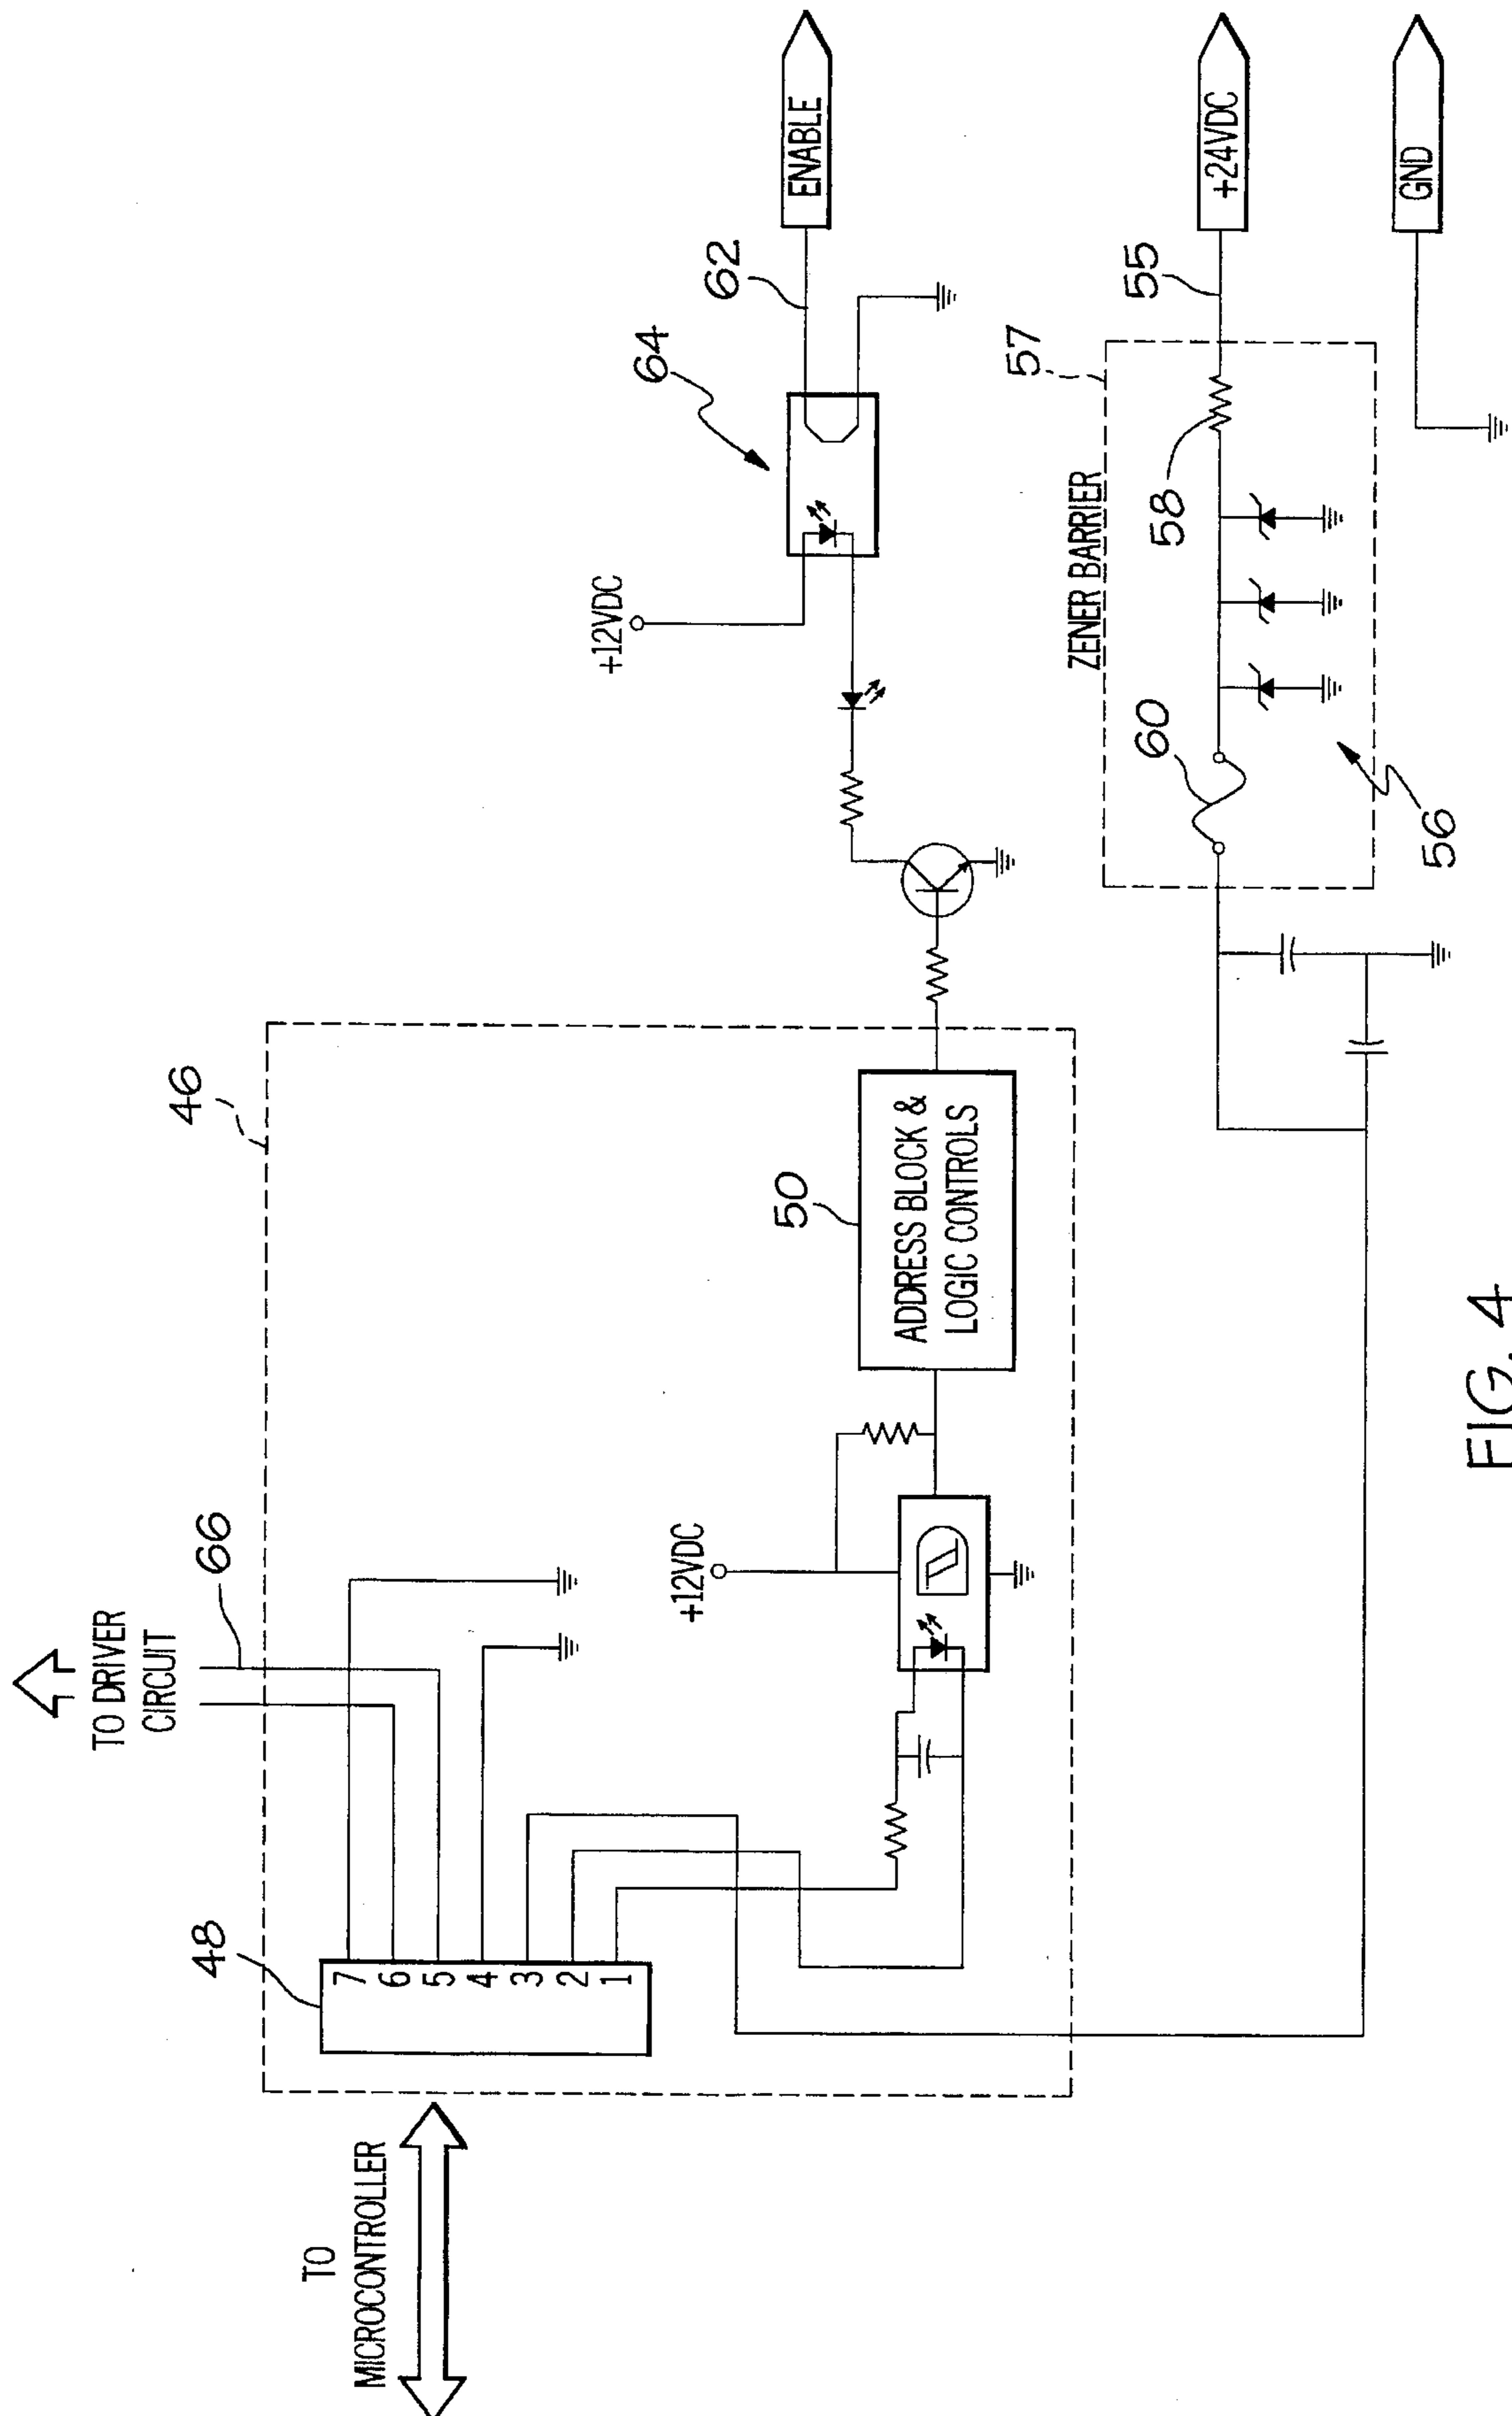 TO
MICROCONTROLLER
TO DRIVER
CIRCUIT
66
46
48
7
6
5
4
3
2
1
+12VDC
50
ADDRESS BLOCK &
LOGIC CONTROLS
+12VDC
64
62
ENABLE
ZENER BARRIER
57
60
58
56
55
+24VDC
GND
FIG. 4